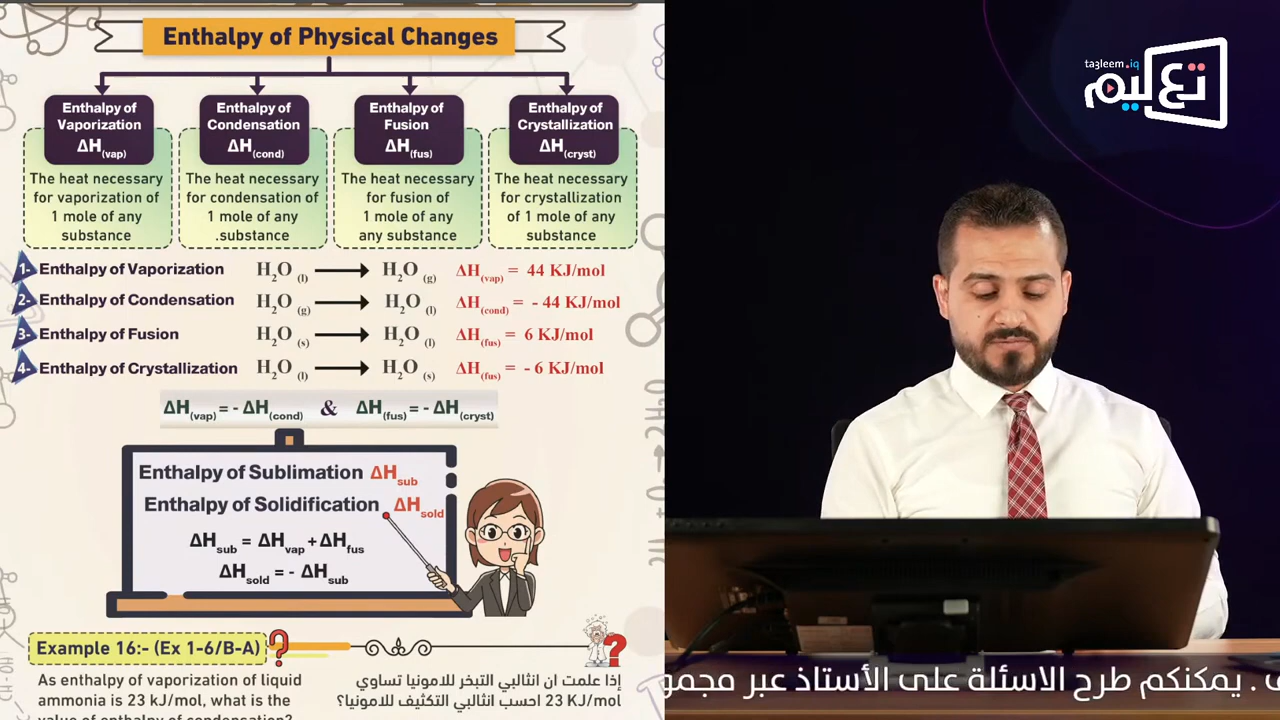 Enthalpy of Physical Changes
Enthalpy of
Vaporization
ΔH(vap)
The heat necessary
for vaporization of
1 mole of any
substance
Enthalpy of
Condensation
ΔH(cond)
The heat necessary
for condensation of
1 mole of any
.substance
Enthalpy of
Fusion
ΔH(fus)
The heat necessary
for fusion of
1 mole of any
any substance
Enthalpy of
Crystallization
ΔH(cryst)
The heat necessary
for crystallization
of 1 mole of any
substance
1- Enthalpy of Vaporization H2O (l) → H2O (g) ΔH(vap) = 44 KJ/mol
2- Enthalpy of Condensation H2O (g) → H2O (l) ΔH(cond) = - 44 KJ/mol
3- Enthalpy of Fusion H2O (s) → H2O (l) ΔH(fus) = 6 KJ/mol
4- Enthalpy of Crystallization H2O (l) → H2O (s) ΔH(fus) = - 6 KJ/mol
ΔH(vap) = - ΔH(cond) & ΔH(fus) = - ΔH(cryst)
Enthalpy of Sublimation ΔHsub
Enthalpy of Solidification ΔHsold
ΔHsub = ΔHvap + ΔHfus
ΔHsold = - ΔHsub
Example 16:- (Ex 1-6/B-A)
As enthalpy of vaporization of liquid
ammonia is 23 kJ/mol, what is the
value of enthalpy of condensation?
إذا علمت ان انثالبي التبخر للامونيا تساوي
23 KJ/mol احسب انثالبي التكثيف للامونيا؟
ta3leem.iq
تعليم
. يمكنكم طرح الاسئلة على الأستاذ عبر